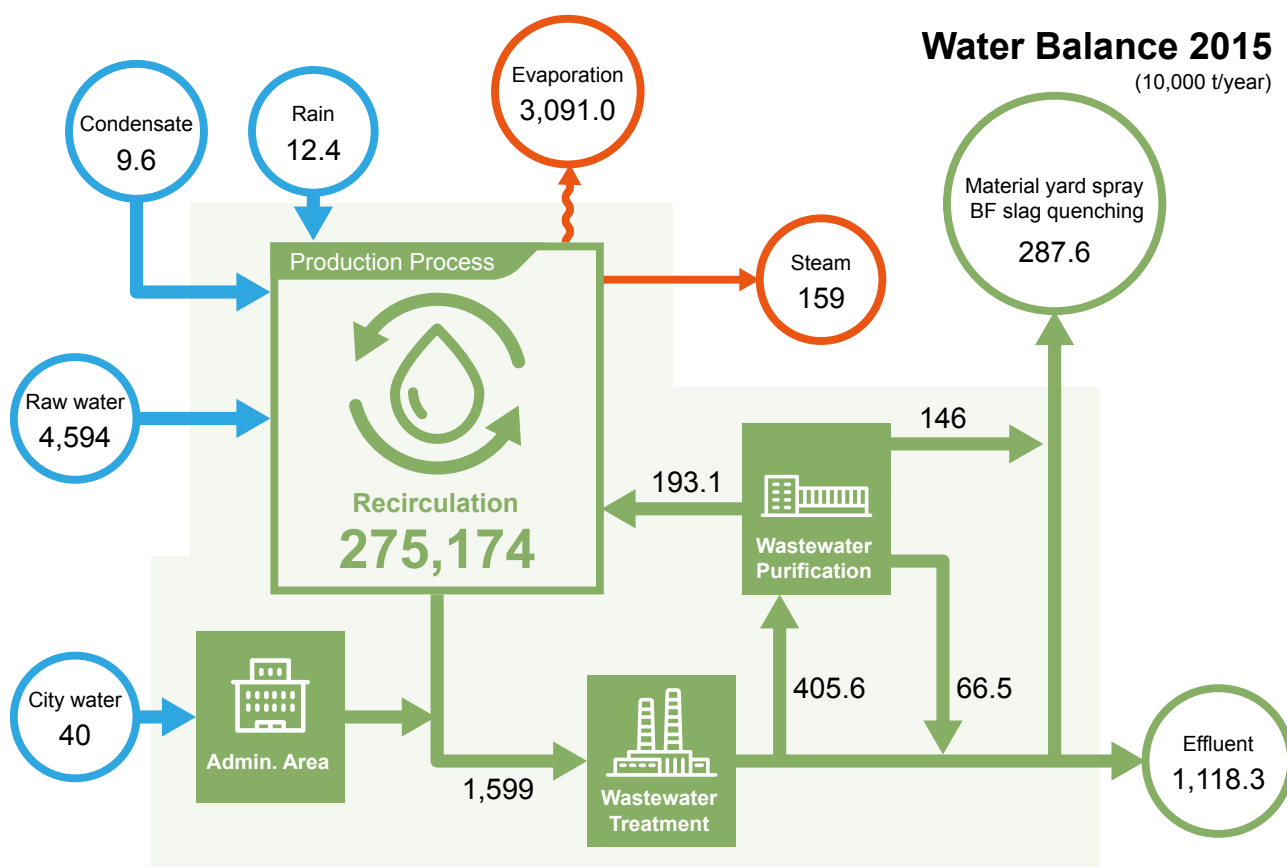 Water Balance 2015
(10,000 t/year)
Condensate
9.6
Rain
12.4
Evaporation
3,091.0
Material yard spray
BF slag quenching
287.6
Production Process
Steam
159
Raw water
4,594
Recirculation
275,174
146
193.1
Wastewater
Purification
City water
40
Admin. Area
405.6
66.5
1,599
Wastewater
Treatment
Effluent
1,118.3